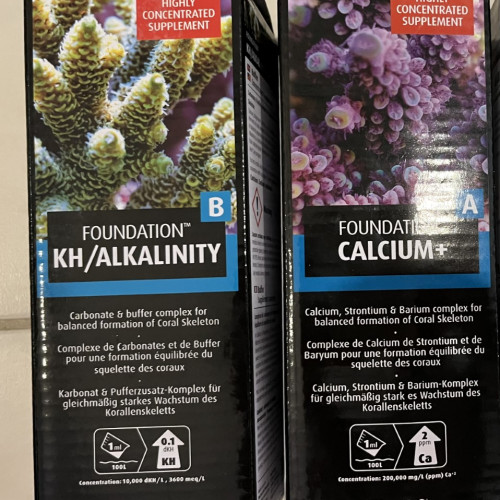 HIGHLY
CONCENTRATED
SUPPLEMENT
B
FOUNDATION™
KH/ALKALINITY
Carbonate & buffer complex for
balanced formation of Coral Skeleton
Complexe de Carbonates et de Buffer
pour une formation équilibrée du
squelette des coraux
Karbonat & Pufferzusatz-Komplex für
gleichmäßig starkes Wachstum des
Korallenskeletts
1ml
100L
0.1
dKH
KH
Concentration: 10,000 dKH/L, 3600 meq/L
HIGHLY
CONCENTRATED
SUPPLEMENT
A
FOUNDATION
CALCIUM+
Calcium, Strontium & Barium complex for
balanced formation of Coral Skeleton
Complexe de Calcium de Strontium et de
Baryum pour une formation équilibrée du
squelette des coraux
Calcium, Strontium & Barium-Komplex
für gleichmäßig stark es Wachstum des
Korallenskeletts
1ml
100L
2
ppm
Ca
Concentration: 200,000 mg/L (ppm) Ca⁺²